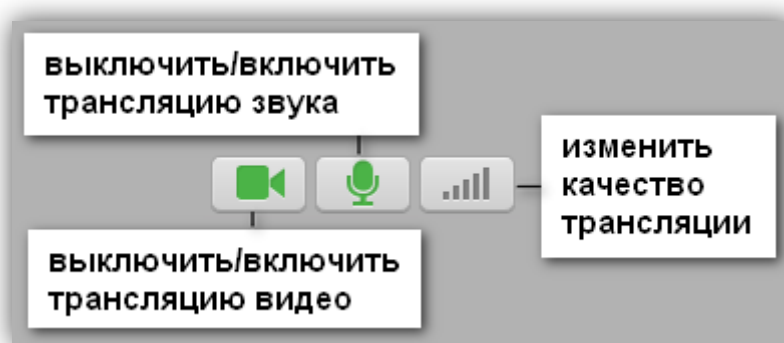 выключить/включить
трансляцию звука
изменить
качество
трансляции
выключить/включить
трансляцию видео